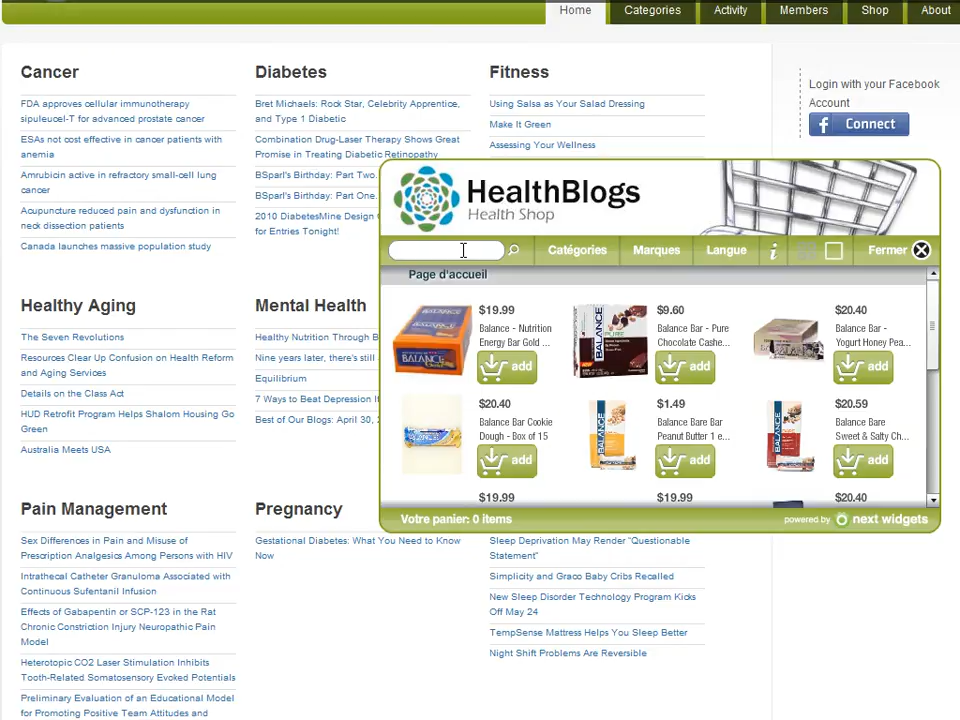 Home
Categories
Activity
Members
Shop
About
Cancer
FDA approves cellular immunotherapy
sipuleucel-T for advanced prostate cancer
ESAs not cost effective in cancer patients with
anemia
Amrubicin active in refractory small-cell lung
cancer
Acupuncture reduced pain and dysfunction in
neck dissection patients
Canada launches massive population study
Diabetes
Bret Michaels: Rock Star, Celebrity Apprentice,
and Type 1 Diabetic
Combination Drug-Laser Therapy Shows Great
Promise in Treating Diabetic Retinopathy
BSparl's Birthday: Part Two.
BSparl's Birthday: Part One.
2010 DiabetesMine Design
for Entries Tonight!
Fitness
Using Salsa as Your Salad Dressing
Make It Green
Assessing Your Wellness
Login with your Facebook
Account
f Connect
HealthBlogs
Health Shop
Catégories
Marques
Langue
i
Fermer
Page d'accueil
$19.99
Balance - Nutrition
Energy Bar Gold ...
add
$9.60
Balance Bar - Pure
Chocolate Cashe...
add
$20.40
Balance Bar -
Yogurt Honey Pea...
add
$20.40
Balance Bar Cookie
Dough - Box of 15
add
$1.49
Balance Bare Bar
Peanut Butter 1 e...
add
$20.59
Balance Bare
Sweet & Salty Ch...
add
$19.99
$19.99
$20.40
BALANCE
BALANCE
BALANCE
BALANCE
Votre panier: 0 items
powered by next widgets
Healthy Aging
The Seven Revolutions
Resources Clear Up Confusion on Health Reform
and Aging Services
Details on the Class Act
HUD Retrofit Program Helps Shalom Housing Go
Green
Australia Meets USA
Mental Health
Healthy Nutrition Through B
Nine years later, there's still
Equilibrium
7 Ways to Beat Depression I
Best of Our Blogs: April 30, 2
Pain Management
Sex Differences in Pain and Misuse of
Prescription Analgesics Among Persons with HIV
Intrathecal Catheter Granuloma Associated with
Continuous Sufentanil Infusion
Effects of Gabapentin or SCP-123 in the Rat
Chronic Constriction Injury Neuropathic Pain
Model
Heterotopic CO2 Laser Stimulation Inhibits
Tooth-Related Somatosensory Evoked Potentials
Preliminary Evaluation of an Educational Model
for Promoting Positive Team Attitudes and
Pregnancy
Gestational Diabetes: What You Need to Know
Now
Sleep Deprivation May Render "Questionable
Statement"
Simplicity and Graco Baby Cribs Recalled
New Sleep Disorder Technology Program Kicks
Off May 24
TempSense Mattress Helps You Sleep Better
Night Shift Problems Are Reversible